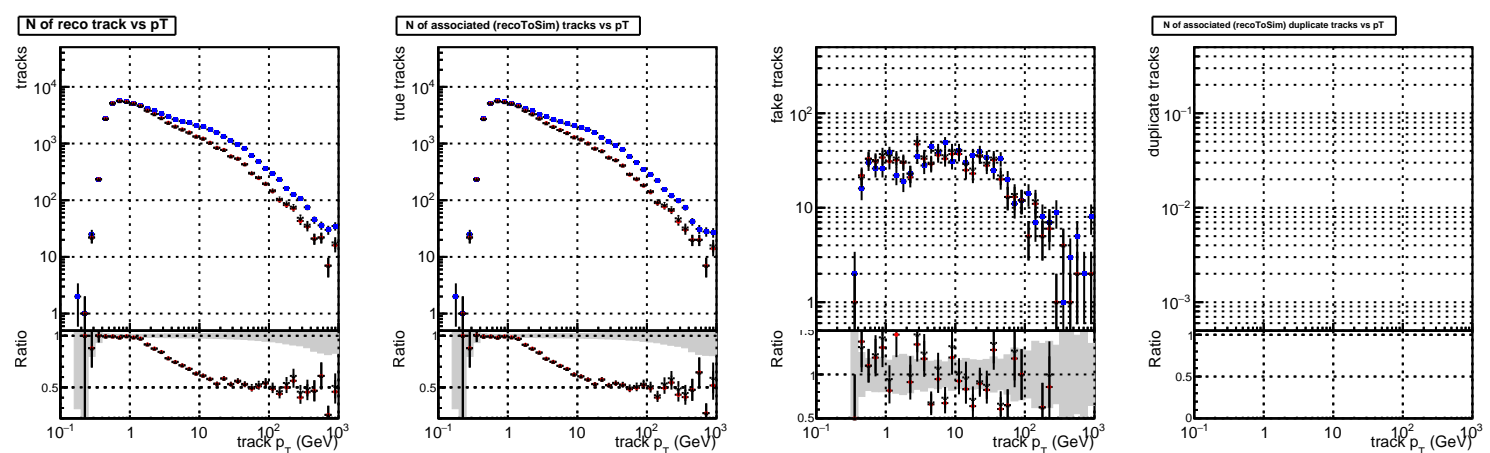 N of reco track vs pT
tracks
10^4
10^3
10^2
10
1
Ratio
1
0.5
10^-1 1 10 10^2 10^3
track p_T (GeV)
N of associated (recoToSim) tracks vs pT
true tracks
10^4
10^3
10^2
10
1
Ratio
1
0.5
10^-1 1 10 10^2 10^3
track p_T (GeV)
fake tracks
10^2
10
1
Ratio
1.5
1
0.5
10^-1 1 10 10^2 10^3
track p_T (GeV)
N of associated (recoToSim) duplicate tracks vs pT
duplicate tracks
10^-1
10^-2
10^-3
Ratio
1
0.5
0
10^-1 1 10 10^2 10^3
track p_T (GeV)